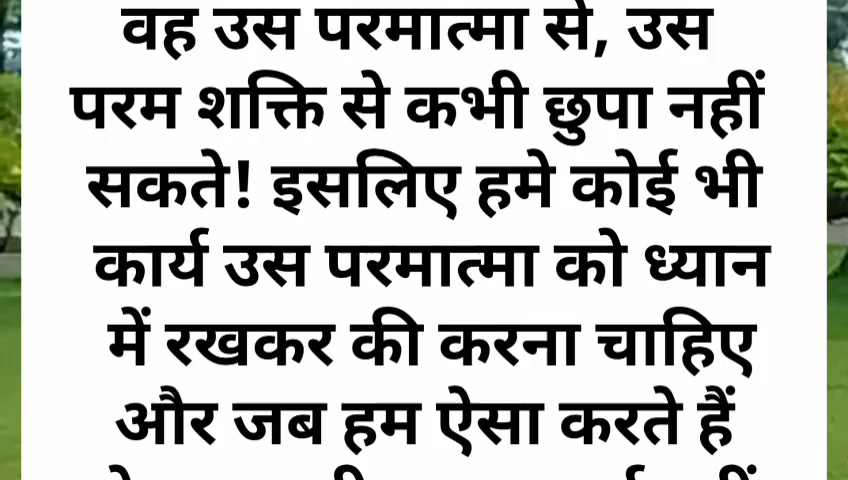 वह उस परमात्मा से, उस
परम शक्ति से कभी छुपा नहीं
सकते! इसलिए हमे कोई भी
कार्य उस परमात्मा को ध्यान
में रखकर की करना चाहिए
और जब हम ऐसा करते हैं